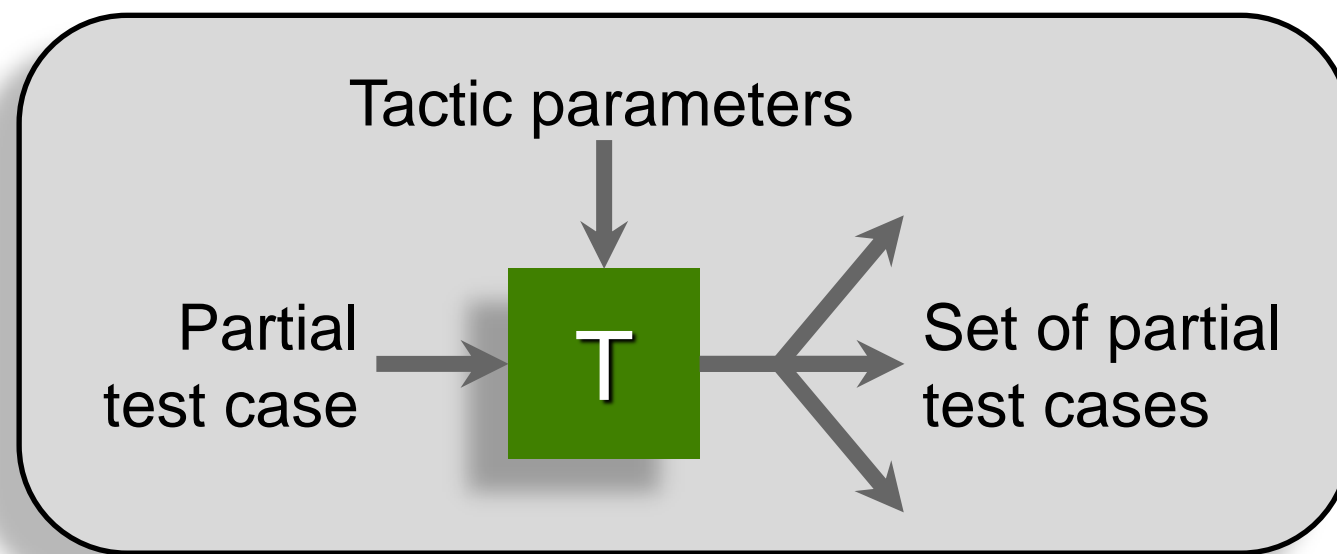 Tactic parameters
Partial
test case
T
Set of partial
test cases